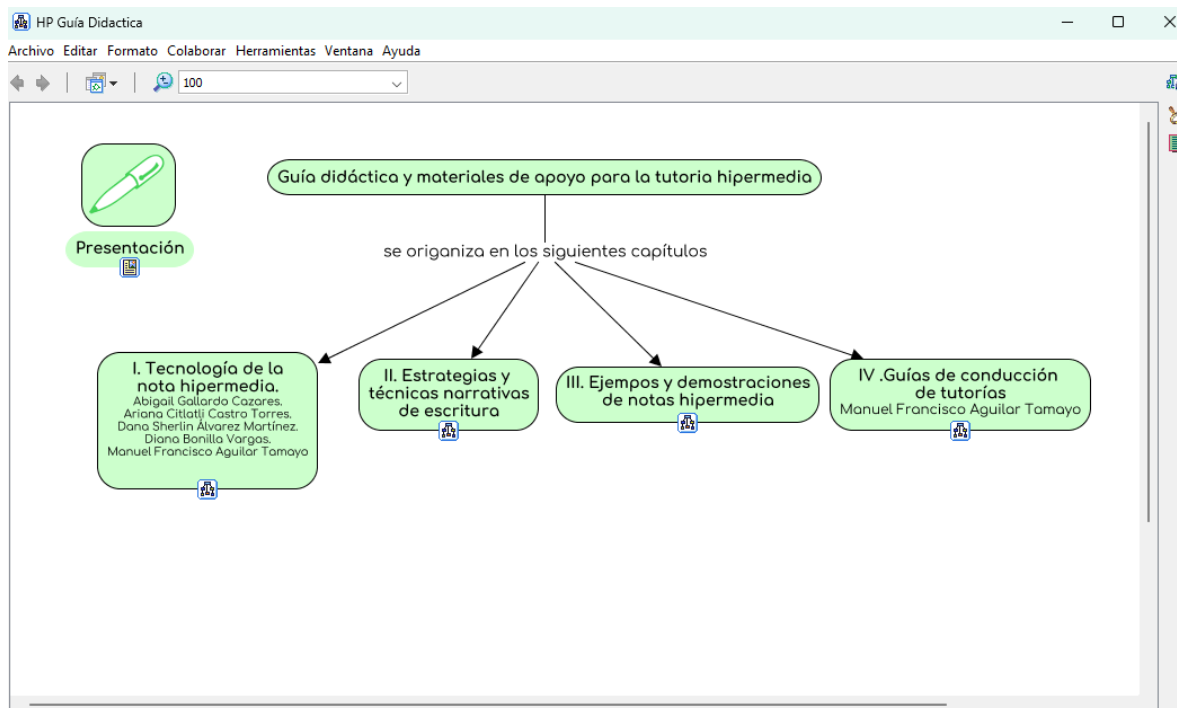 HP Guía Didactica
Archivo Editar Formato Colaborar Herramientas Ventana Ayuda
100
Guía didáctica y materiales de apoyo para la tutoria hipermedia
Presentación
se origaniza en los siguientes capítulos
I. Tecnología de la
nota hipermedia.
Abigail Gallardo Cazares.
Ariana Citlatli Castro Torres.
Dana Sherlin Álvarez Martínez.
Diana Bonilla Vargas.
Manuel Francisco Aguilar Tamayo
II. Estrategias y
técnicas narrativas
de escritura
III. Ejempos y demostraciones
de notas hipermedia
IV .Guías de conducción
de tutorías
Manuel Francisco Aguilar Tamayo